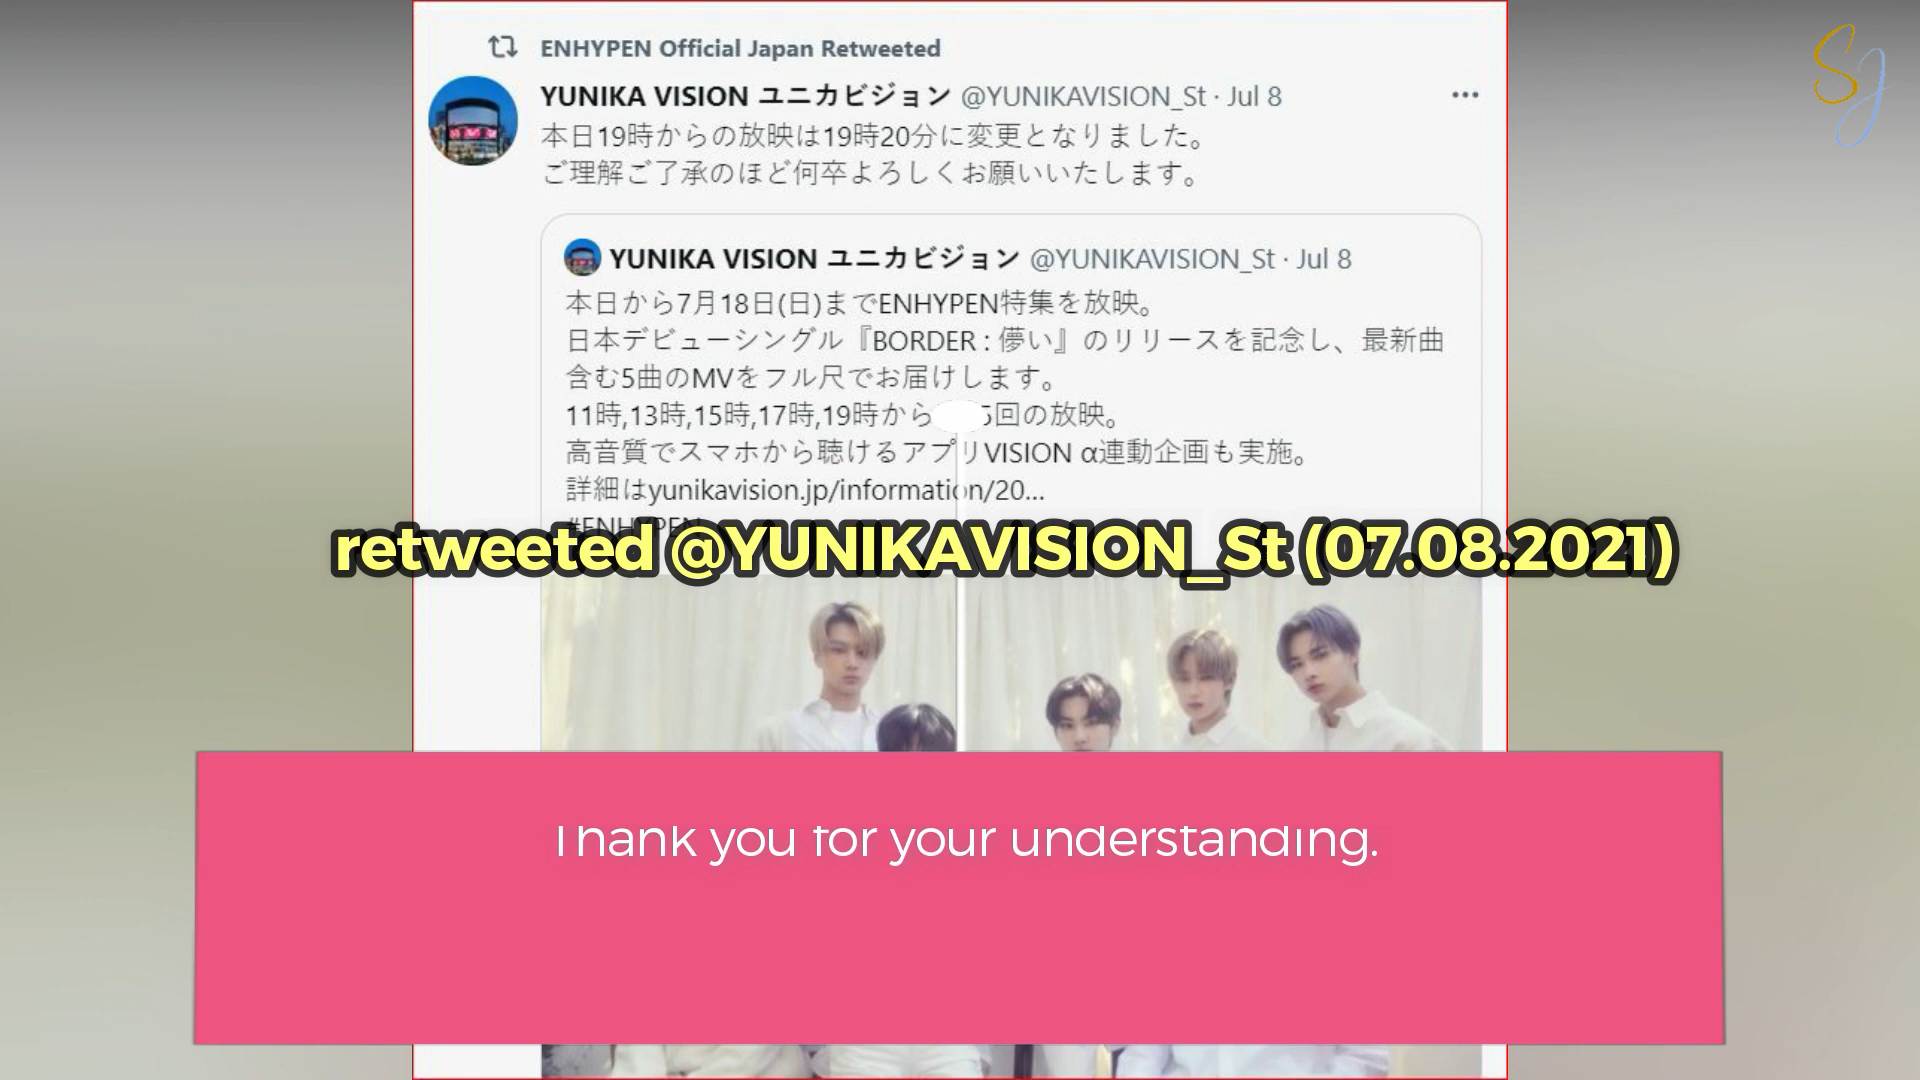 ENHYPEN Official Japan Retweeted
YUNIKA VISION ユニカビジョン @YUNIKAVISION_St · Jul 8
本日19時からの放映は19時20分に変更となりました。
ご理解ご了承のほど何卒よろしくお願いいたします。
YUNIKA VISION ユニカビジョン @YUNIKAVISION_St · Jul 8
本日から7月18日(日)までENHYPEN特集を放映。
日本デビューシングル『BORDER : 儚い』のリリースを記念し、最新曲
含む5曲のMVをフル尺でお届けします。
11時,13時,15時,17時,19時から 5回の放映。
高音質でスマホから聴けるアプリVISION α連動企画も実施。
詳細はyunikavision.jp/information/20...
#ENHYPEN
retweeted @YUNIKAVISION_St (07.08.2021)
Thank you for your understanding.
SJ